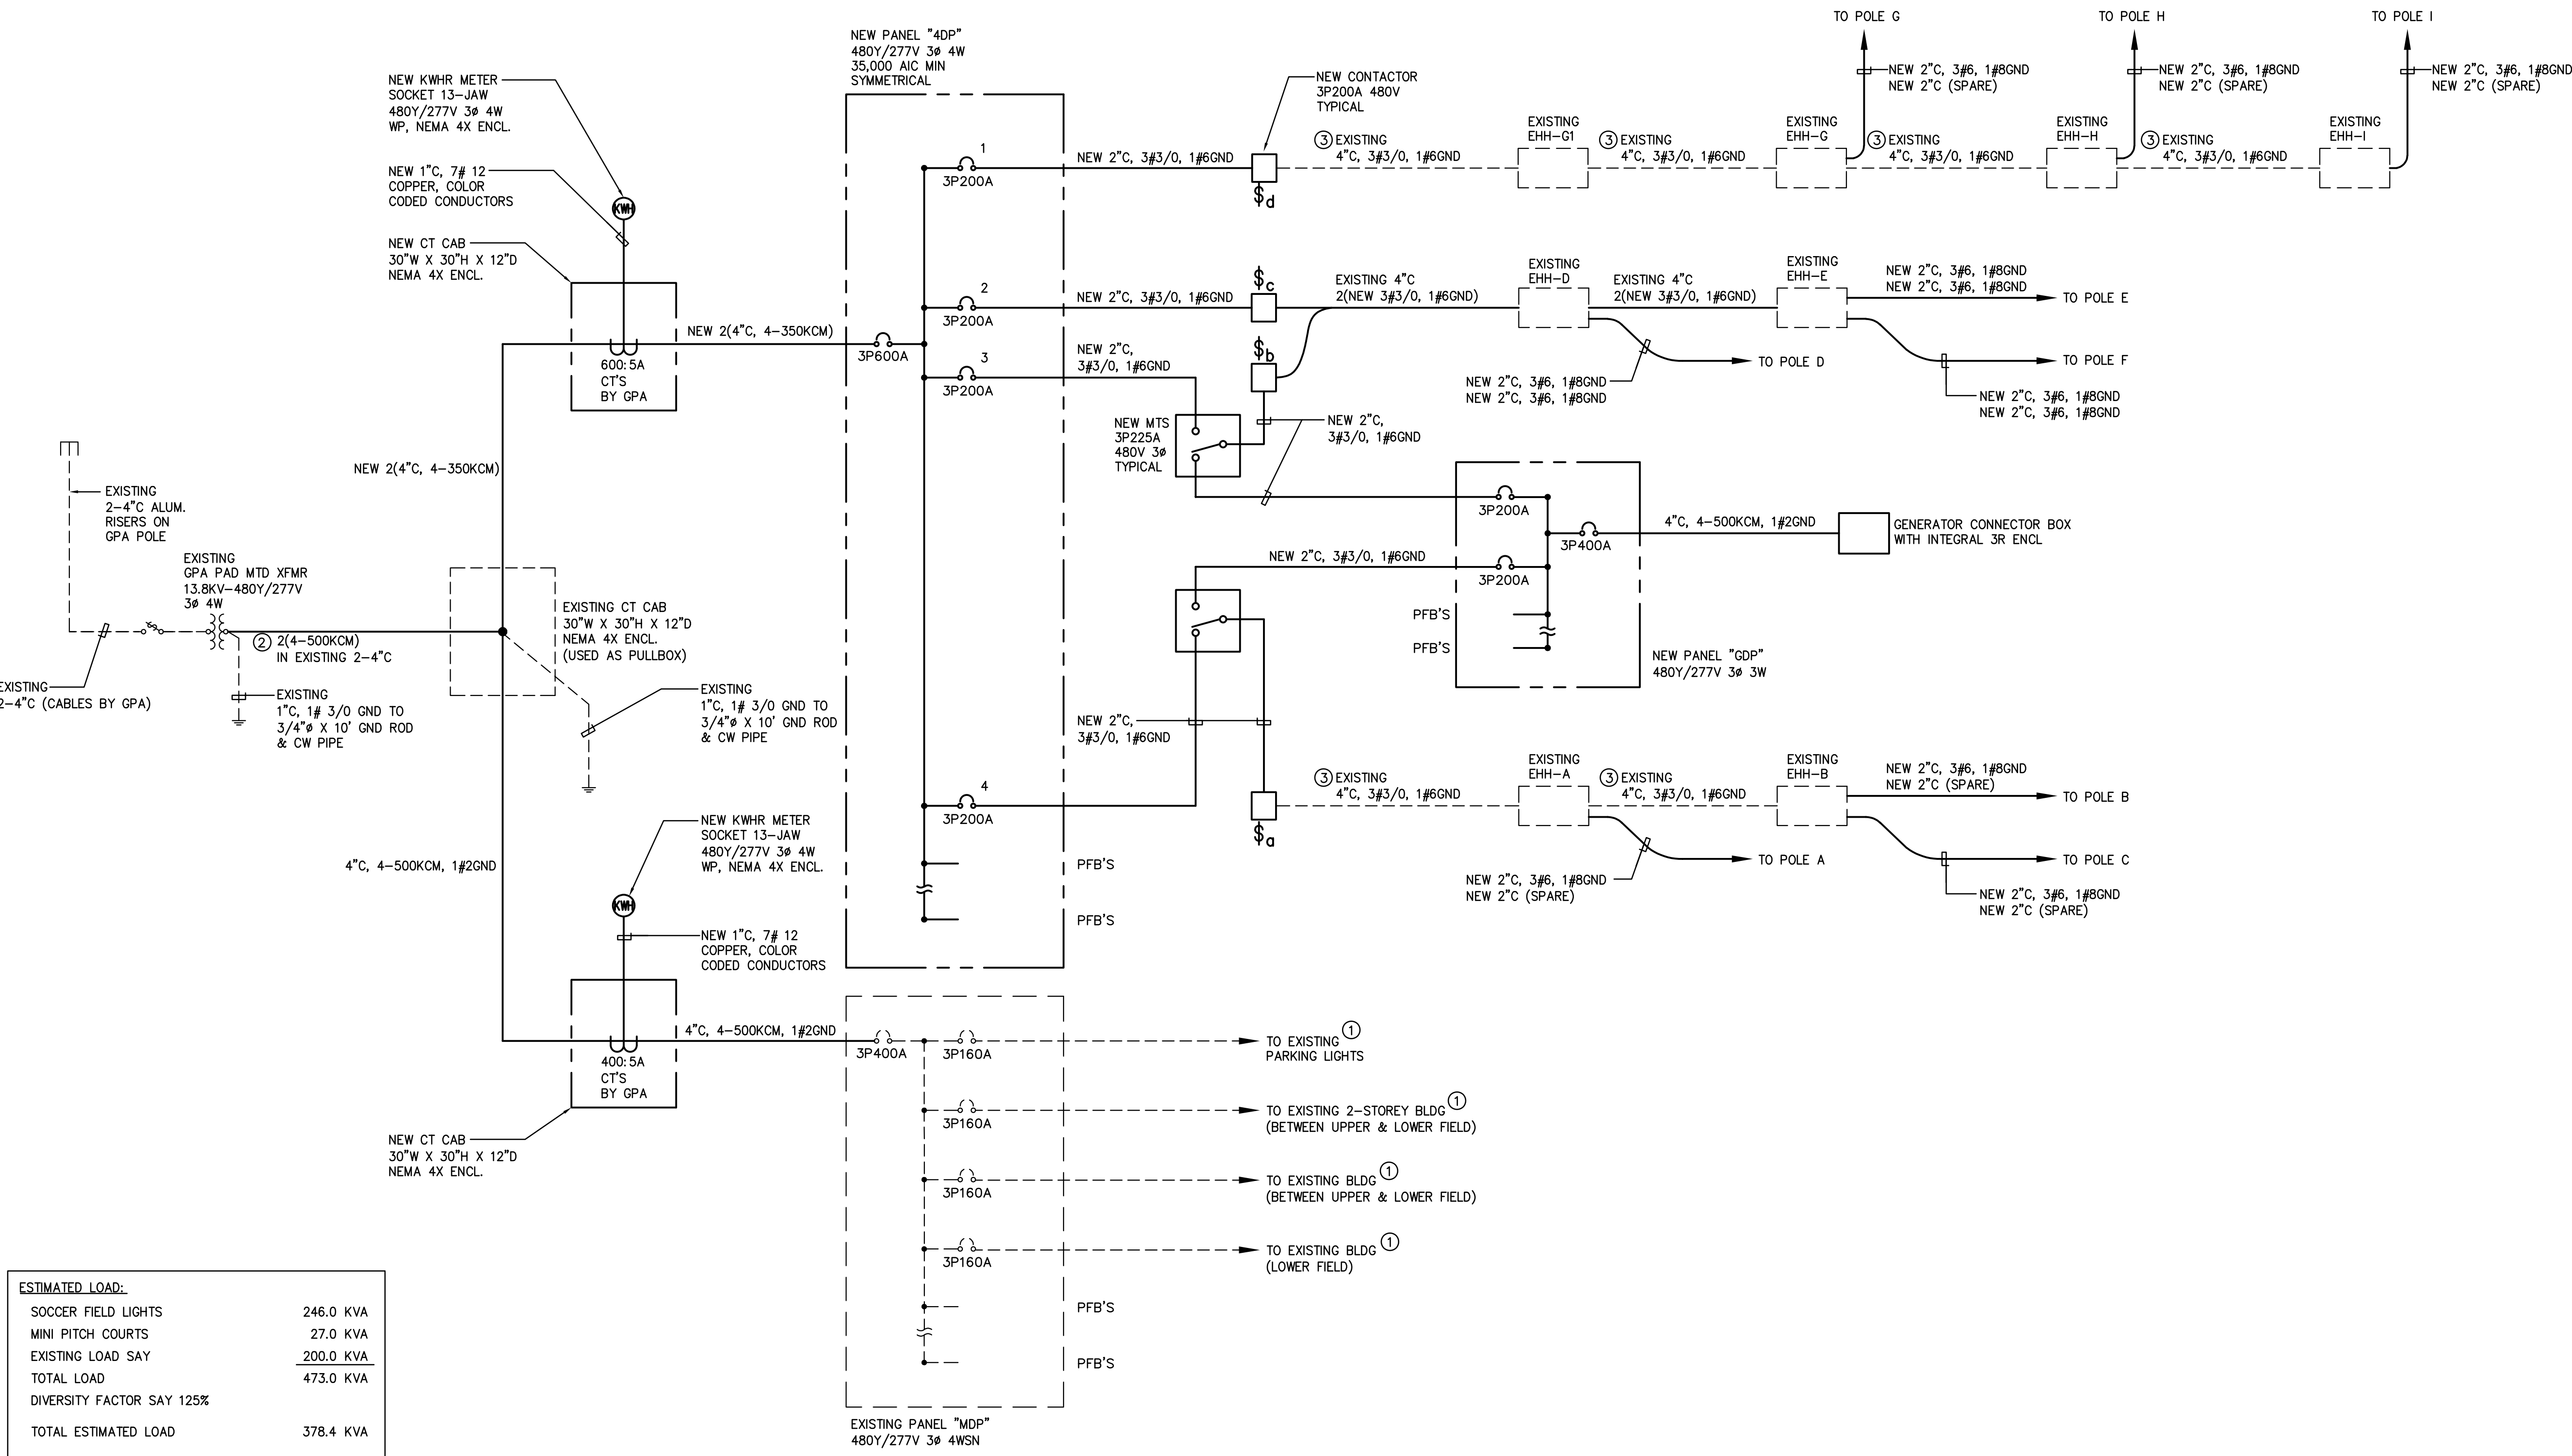 TO POLE G
TO POLE H
TO POLE I
NEW PANEL "4DP"
480Y/277V 3ø 4W
35,000 AIC MIN
SYMMETRICAL
NEW KWHR METER
SOCKET 13-JAW
480Y/277V 3ø 4W
WP, NEMA 4X ENCL.
NEW CONTACTOR
3P200A 480V
TYPICAL
NEW 2"C, 3#6, 1#8GND
NEW 2"C (SPARE)
NEW 2"C, 3#6, 1#8GND
NEW 2"C (SPARE)
NEW 2"C, 3#6, 1#8GND
NEW 2"C (SPARE)
NEW 1"C, 7# 12
COPPER, COLOR
CODED CONDUCTORS
KWH
NEW CT CAB
30"W X 30"H X 12"D
NEMA 4X ENCL.
600:5A
CT'S
BY GPA
NEW 2(4"C, 4-350KCM)
3P600A
1
3P200A
NEW 2"C, 3#3/0, 1#6GND
$d
3 EXISTING
4"C, 3#3/0, 1#6GND
EXISTING
EHH-G1
3 EXISTING
4"C, 3#3/0, 1#6GND
EXISTING
EHH-G
3 EXISTING
4"C, 3#3/0, 1#6GND
EXISTING
EHH-H
3 EXISTING
4"C, 3#3/0, 1#6GND
EXISTING
EHH-I
2
3P200A
NEW 2"C, 3#3/0, 1#6GND
$c
EXISTING 4"C
2(NEW 3#3/0, 1#6GND)
EXISTING
EHH-D
EXISTING 4"C
2(NEW 3#3/0, 1#6GND)
EXISTING
EHH-E
NEW 2"C, 3#6, 1#8GND
NEW 2"C, 3#6, 1#8GND
TO POLE E
3
3P200A
NEW 2"C,
3#3/0, 1#6GND
$b
TO POLE D
TO POLE F
NEW 2"C, 3#6, 1#8GND
NEW 2"C, 3#6, 1#8GND
NEW 2"C, 3#6, 1#8GND
NEW 2"C, 3#6, 1#8GND
NEW MTS
3P225A
480V 3ø
TYPICAL
NEW 2"C,
3#3/0, 1#6GND
NEW 2(4"C, 4-350KCM)
EXISTING
2-4"C ALUM.
RISERS ON
GPA POLE
3P200A
3P400A
4"C, 4-500KCM, 1#2GND
GENERATOR CONNECTOR BOX
WITH INTEGRAL 3R ENCL
NEW 2"C, 3#3/0, 1#6GND
3P200A
PFB'S
PFB'S
NEW PANEL "GDP"
480Y/277V 3ø 3W
EXISTING
GPA PAD MTD XFMR
13.8KV-480Y/277V
3ø 4W
2 2(4-500KCM)
IN EXISTING 2-4"C
EXISTING CT CAB
30"W X 30"H X 12"D
NEMA 4X ENCL.
(USED AS PULLBOX)
2-4"C (CABLES BY GPA)
EXISTING
1"C, 1# 3/0 GND TO
3/4"ø X 10' GND ROD
& CW PIPE
EXISTING
1"C, 1# 3/0 GND TO
3/4"ø X 10' GND ROD
& CW PIPE
NEW 2"C,
3#3/0, 1#6GND
4
3P200A
$a
3 EXISTING
4"C, 3#3/0, 1#6GND
EXISTING
EHH-A
3 EXISTING
4"C, 3#3/0, 1#6GND
EXISTING
EHH-B
NEW 2"C, 3#6, 1#8GND
NEW 2"C (SPARE)
TO POLE B
TO POLE A
TO POLE C
NEW 2"C, 3#6, 1#8GND
NEW 2"C (SPARE)
NEW 2"C, 3#6, 1#8GND
NEW 2"C (SPARE)
PFB'S
PFB'S
4"C, 4-500KCM, 1#2GND
NEW KWHR METER
SOCKET 13-JAW
480Y/277V 3ø 4W
WP, NEMA 4X ENCL.
KWH
NEW 1"C, 7# 12
COPPER, COLOR
CODED CONDUCTORS
4"C, 4-500KCM, 1#2GND
400:5A
CT'S
BY GPA
NEW CT CAB
30"W X 30"H X 12"D
NEMA 4X ENCL.
3P400A
3P160A
TO EXISTING 1
PARKING LIGHTS
3P160A
TO EXISTING 2-STOREY BLDG 1
(BETWEEN UPPER & LOWER FIELD)
3P160A
TO EXISTING BLDG 1
(BETWEEN UPPER & LOWER FIELD)
3P160A
TO EXISTING BLDG 1
(LOWER FIELD)
PFB'S
PFB'S
EXISTING PANEL "MDP"
480Y/277V 3ø 4WSN
ESTIMATED LOAD:
SOCCER FIELD LIGHTS 246.0 KVA
MINI PITCH COURTS 27.0 KVA
EXISTING LOAD SAY 200.0 KVA
TOTAL LOAD 473.0 KVA
DIVERSITY FACTOR SAY 125%
TOTAL ESTIMATED LOAD 378.4 KVA